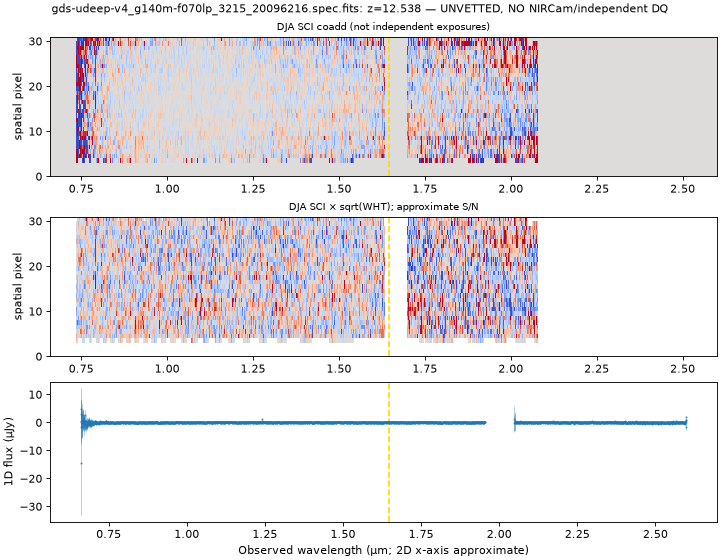 gds-udeep-v4_g140m-f070lp_3215_20096216.spec.fits: z=12.538 — UNVETTED, NO NIRCam/independent DQ
DJA SCI coadd (not independent exposures)
spatial pixel
30
20
10
0
0.75 1.00 1.25 1.50 1.75 2.00 2.25 2.50
DJA SCI × sqrt(WHT); approximate S/N
spatial pixel
30
20
10
0
0.75 1.00 1.25 1.50 1.75 2.00 2.25 2.50
1D flux (μJy)
10
0
−10
−20
−30
0.75 1.00 1.25 1.50 1.75 2.00 2.25 2.50
Observed wavelength (μm; 2D x-axis approximate)